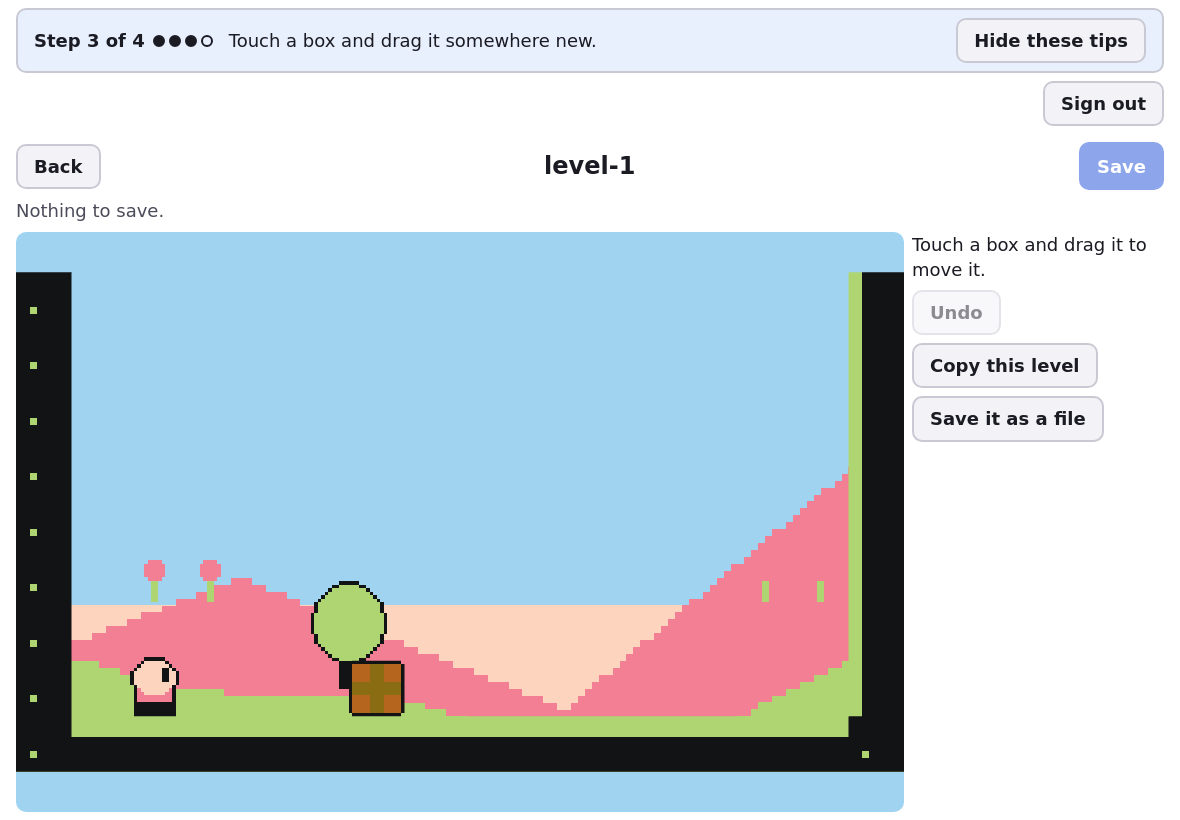 Step 3 of 4 Touch a box and drag it somewhere new. Hide these tips
Sign out
Back level-1 Save
Nothing to save.
Touch a box and drag it to
move it.
Undo
Copy this level
Save it as a file